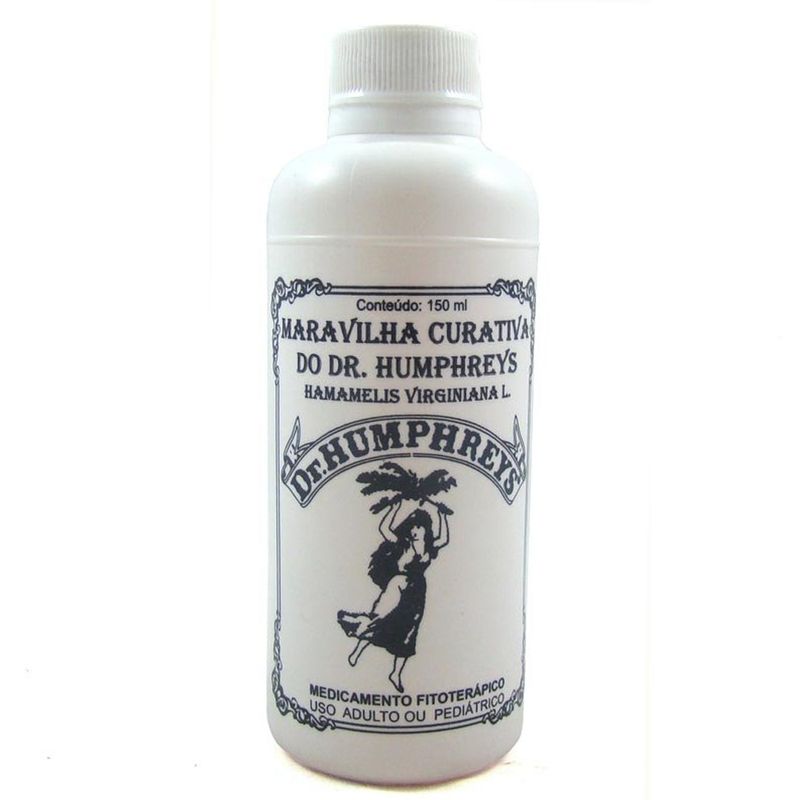 Conteúdo: 150 ml
MARAVILHA CURATIVA
DO DR. HUMPHREYS
HAMAMELIS VIRGINIANA L.
Dr. HUMPHREYS
MEDICAMENTO FITOTERÁPICO
USO ADULTO OU PEDIÁTRICO